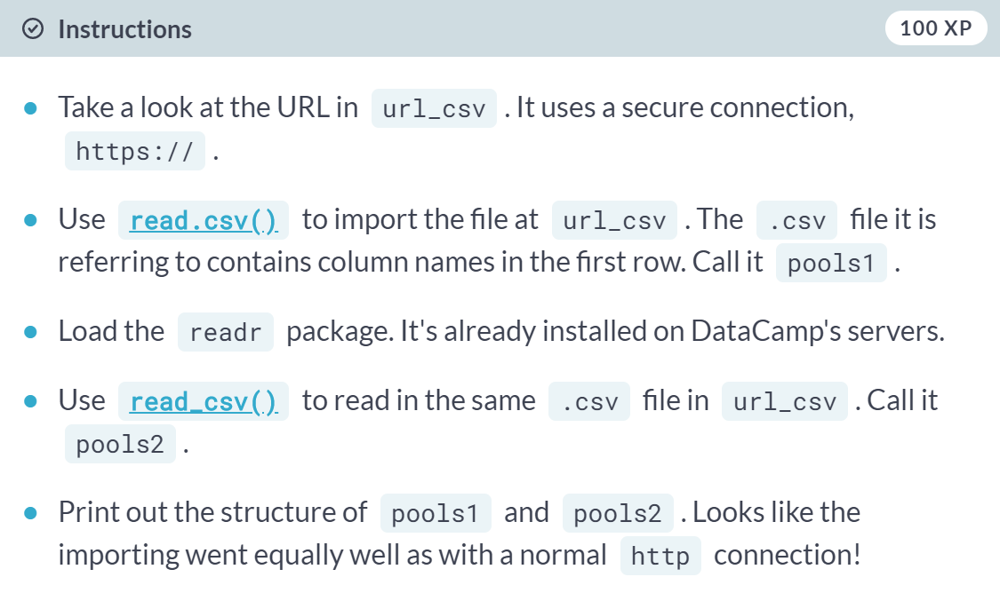 Instructions 100 XP
Take a look at the URL in url_csv . It uses a secure connection,
https:// .
Use read.csv() to import the file at url_csv . The .csv file it is
referring to contains column names in the first row. Call it pools1 .
Load the readr package. It's already installed on DataCamp's servers.
Use read_csv() to read in the same .csv file in url_csv . Call it
pools2 .
Print out the structure of pools1 and pools2 . Looks like the
importing went equally well as with a normal http connection!